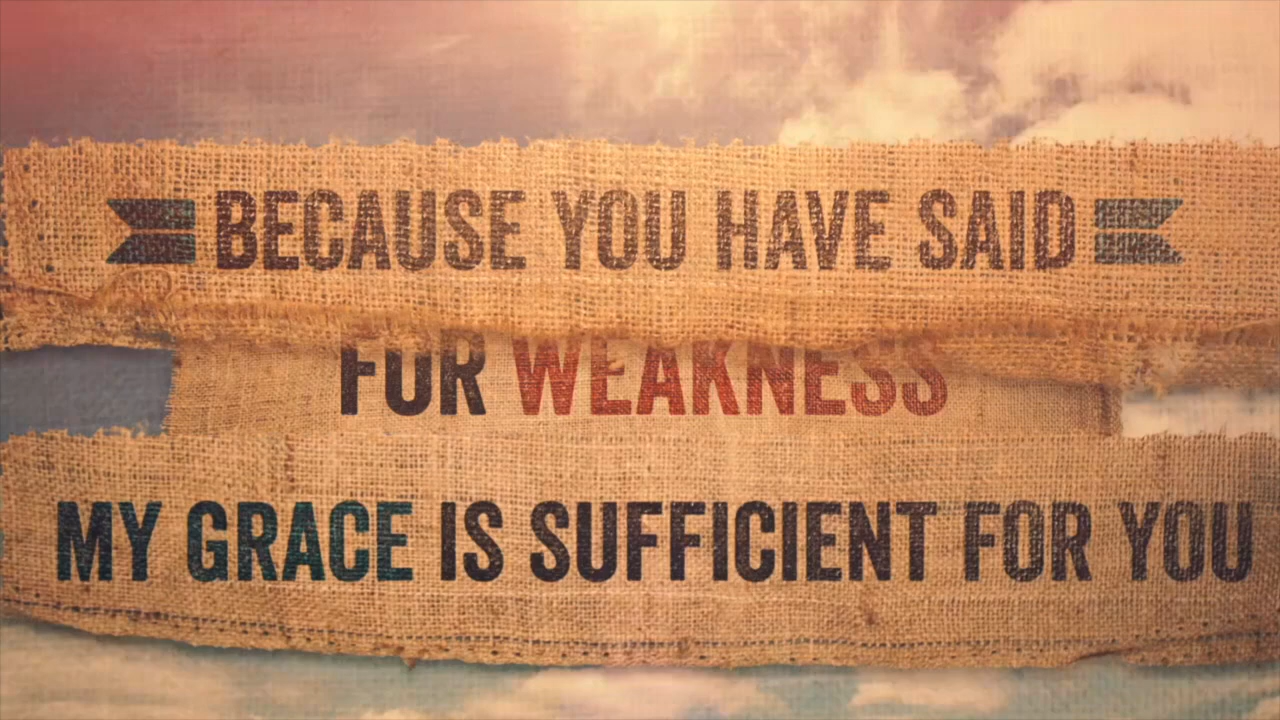 BECAUSE YOU HAVE SAID
FOR WEAKNESS
MY GRACE IS SUFFICIENT FOR YOU